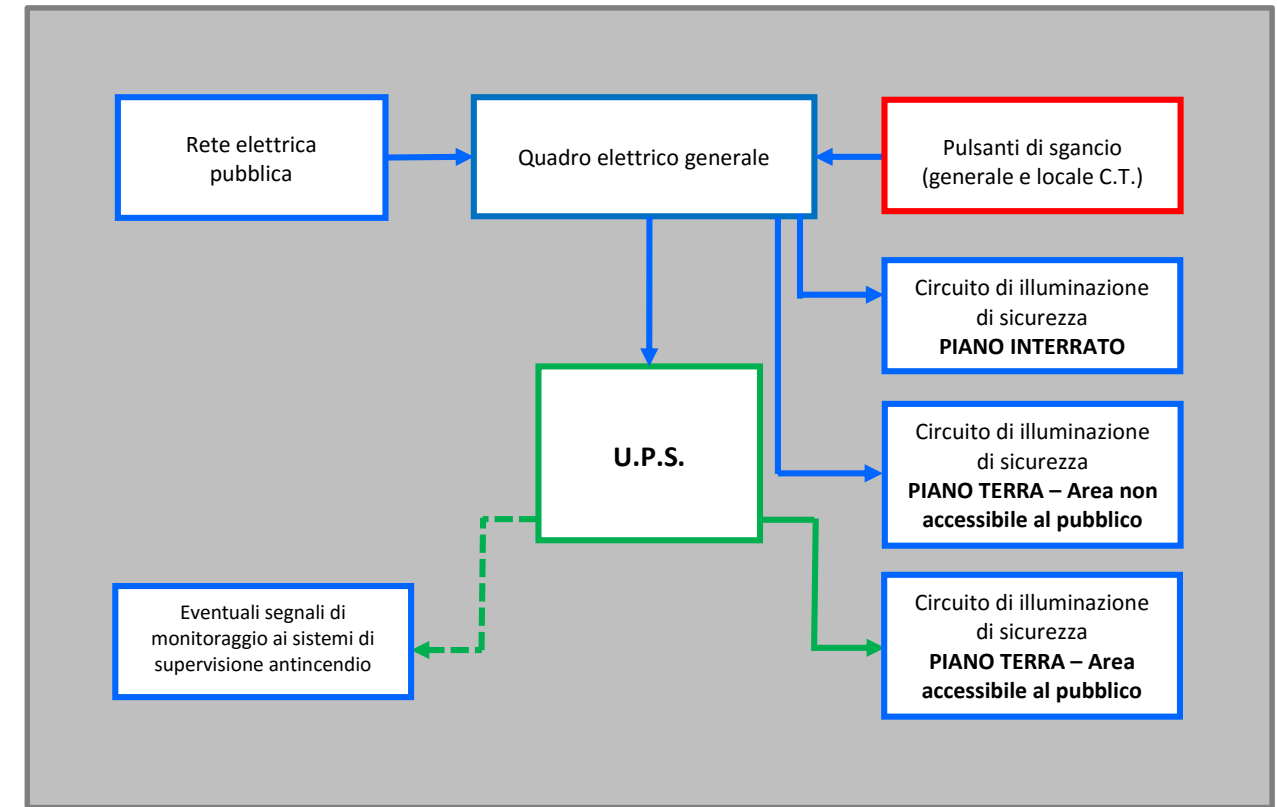 Rete elettrica
pubblica
Quadro elettrico generale
Pulsanti di sgancio
(generale e locale C.T.)
Circuito di illuminazione
di sicurezza
PIANO INTERRATO
U.P.S.
Circuito di illuminazione
di sicurezza
PIANO TERRA – Area non
accessibile al pubblico
Eventuali segnali di
monitoraggio ai sistemi di
supervisione antincendio
Circuito di illuminazione
di sicurezza
PIANO TERRA – Area
accessibile al pubblico